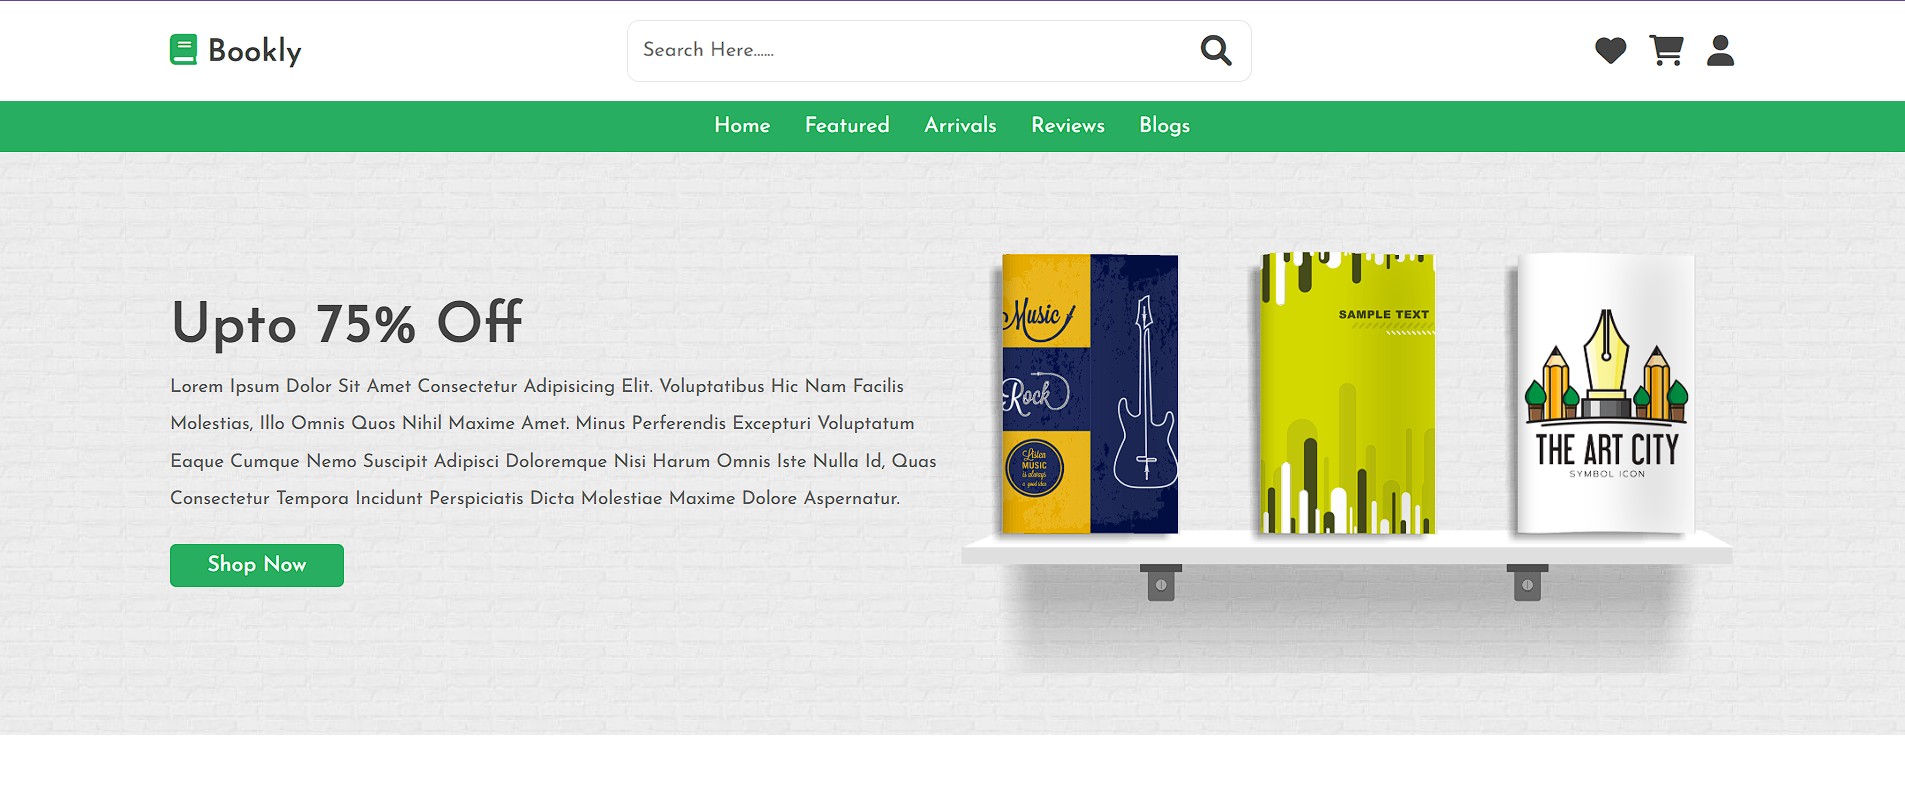 Bookly
Search Here......
Home Featured Arrivals Reviews Blogs
Upto 75% Off
Lorem Ipsum Dolor Sit Amet Consectetur Adipisicing Elit. Voluptatibus Hic Nam Facilis
Molestias, Illo Omnis Quos Nihil Maxime Amet. Minus Perferendis Excepturi Voluptatum
Eaque Cumque Nemo Suscipit Adipisci Doloremque Nisi Harum Omnis Iste Nulla Id, Quas
Consectetur Tempora Incidunt Perspiciatis Dicta Molestiae Maxime Dolore Aspernatur.
Shop Now
Music
Rock
Listen
MUSIC
is always
a good idea
SAMPLE TEXT
THE ART CITY
SYMBOL ICON